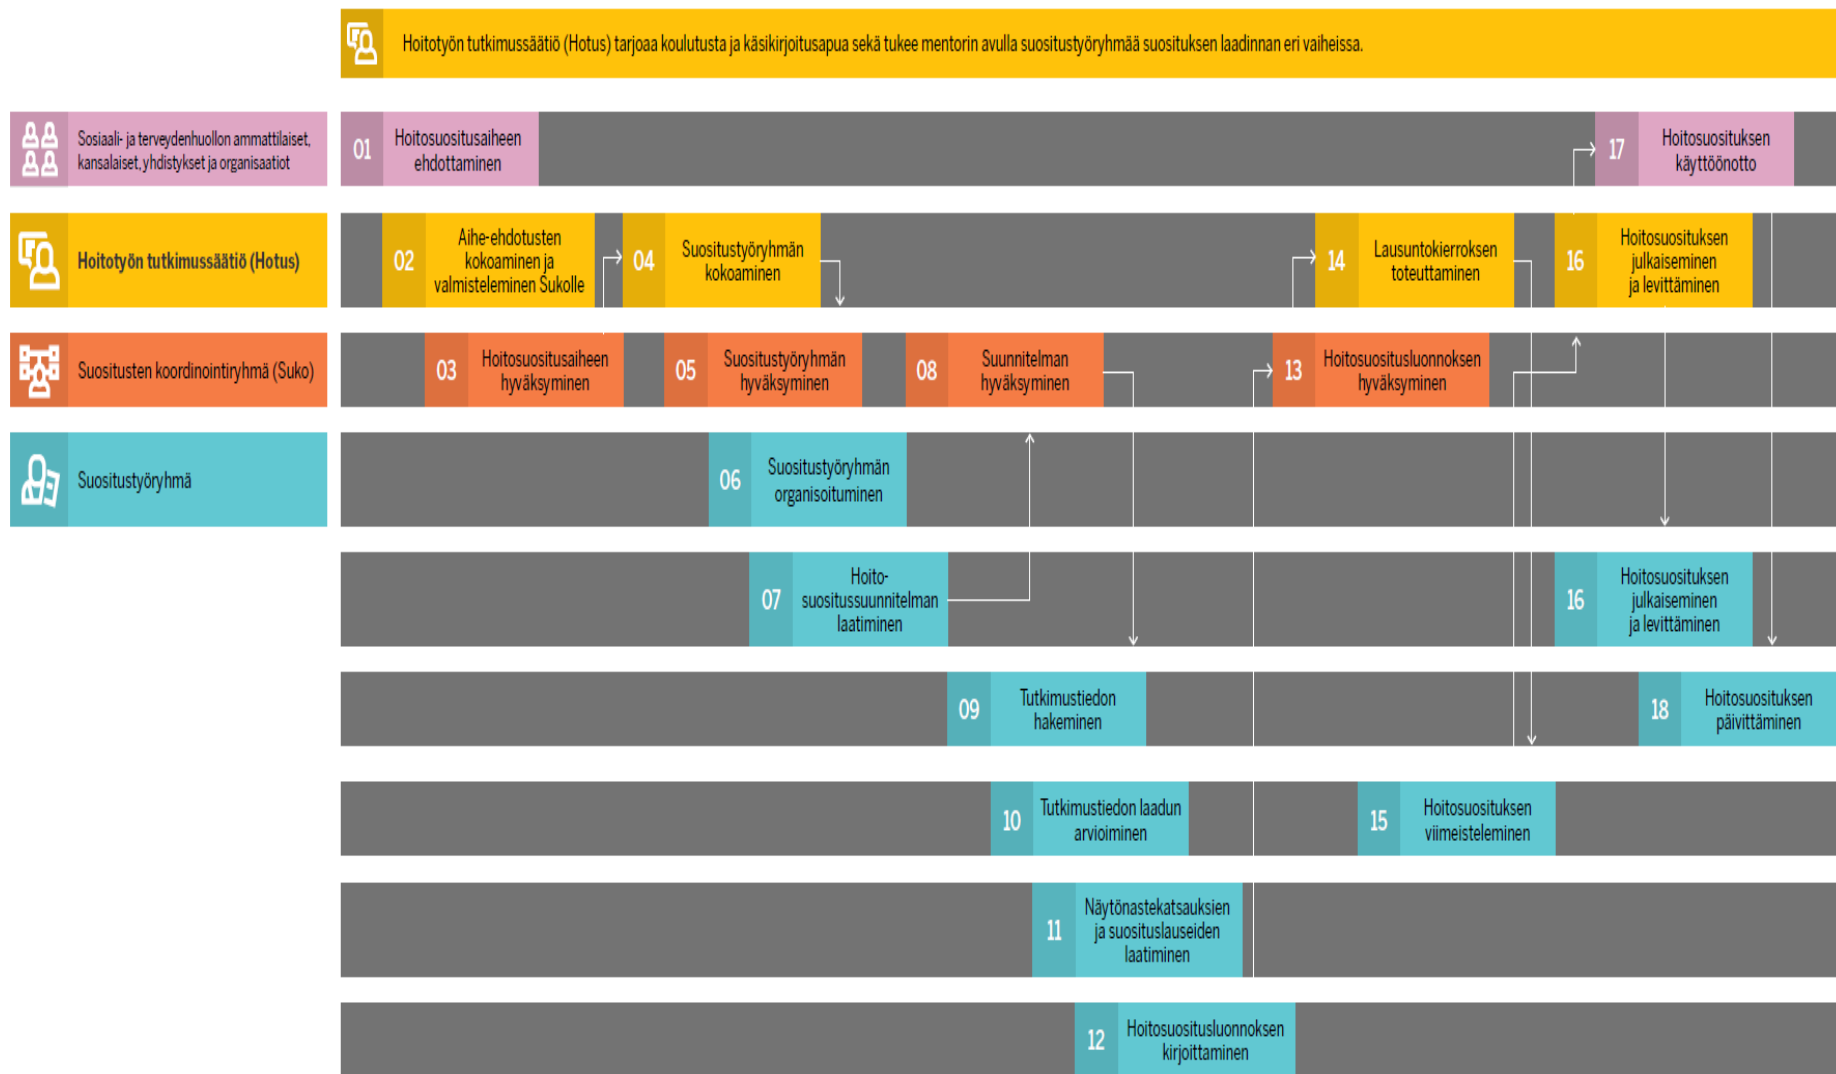 Hoitotyön tutkimussäätiö (Hotus) tarjoaa koulutusta ja käsikirjoitusapua sekä tukee mentorin avulla suositustyöryhmää suosituksen laadinnan eri vaiheissa.
Sosiaali- ja terveydenhuollon ammattilaiset,
kansalaiset, yhdistykset ja organisaatiot
01
Hoitosuositusaiheen
ehdottaminen
17
Hoitosuosituksen
käyttöönotto
Hoitotyön tutkimussäätiö (Hotus)
02
Aihe-ehdotusten
kokoaminen ja
valmisteleminen Sukolle
04
Suositustyöryhmän
kokoaminen
14
Lausuntokierroksen
toteuttaminen
16
Hoitosuosituksen
julkaiseminen
ja levittäminen
Suositusten koordinointiryhmä (Suko)
03
Hoitosuositusaiheen
hyväksyminen
05
Suositustyöryhmän
hyväksyminen
08
Suunnitelman
hyväksyminen
13
Hoitosuositusluonnoksen
hyväksyminen
Suositustyöryhmä
06
Suositustyöryhmän
organisoituminen
07
Hoito-
suositussuunnitelman
laatiminen
16
Hoitosuosituksen
julkaiseminen
ja levittäminen
09
Tutkimustiedon
hakeminen
18
Hoitosuosituksen
päivittäminen
10
Tutkimustiedon laadun
arvioiminen
15
Hoitosuosituksen
viimeisteleminen
11
Näytönastekatsauksien
ja suosituslauseiden
laatiminen
12
Hoitosuositusluonnoksen
kirjoittaminen